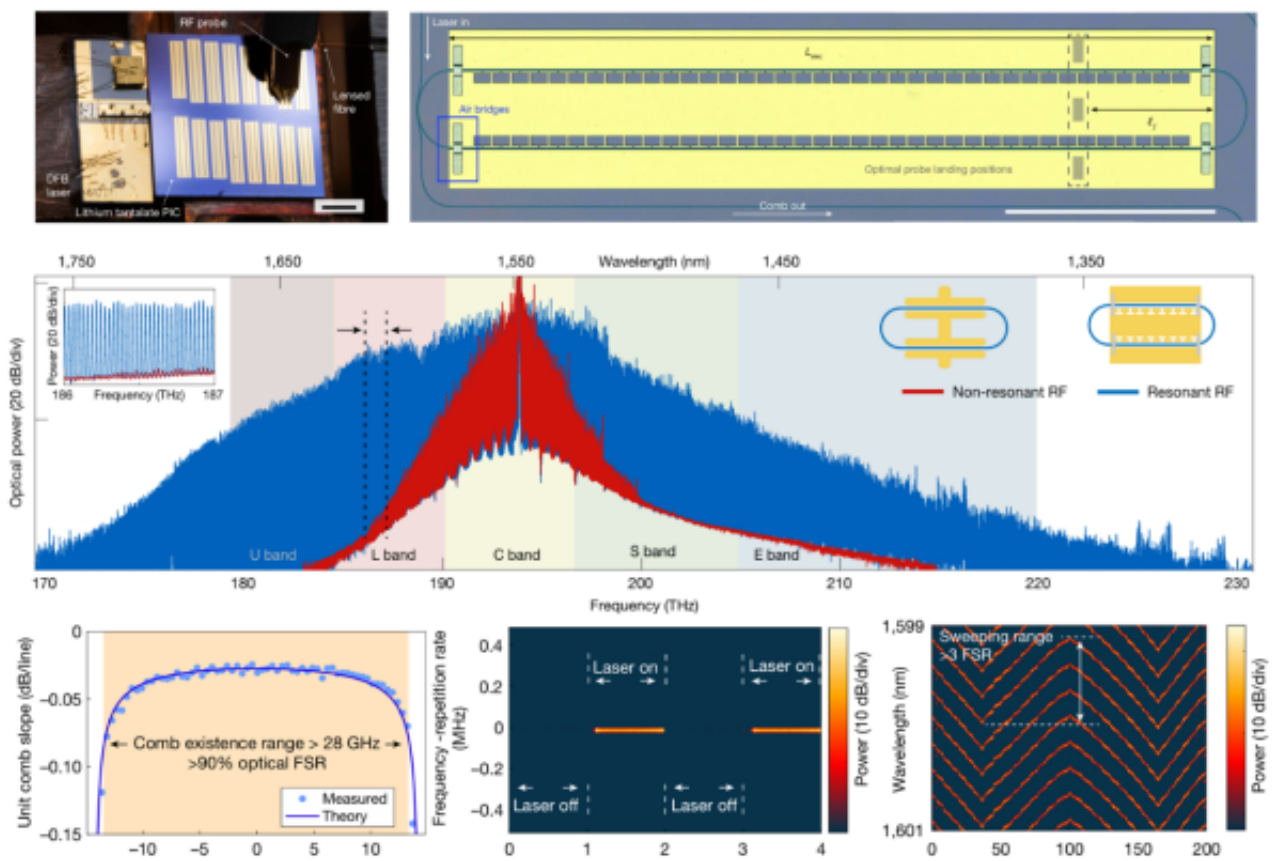 RF probe
Lensed
fibre
DFB
laser
Lithium tantalate PIC
Laser in
Air bridges
Optimal probe landing positions
Comb out
1,750
1,650
1,550
Wavelength (nm)
1,450
1,350
Optical power (20 dB/div)
Power (20 dB/div)
186
Frequency (THz)
187
Non-resonant RF
Resonant RF
U band
L band
C band
S band
E band
170
180
190
200
210
220
230
Frequency (THz)
Unit comb slope (dB/line)
0
−0.05
−0.10
−0.15
Comb existence range > 28 GHz
>90% optical FSR
Measured
Theory
−10
−5
0
5
10
Frequency -repetition rate
(MHz)
0.4
0.2
0
−0.2
−0.4
Laser on
Laser on
Laser off
Laser off
0
1
2
3
4
Power (10 dB/div)
Wavelength (nm)
1,599
1,601
Sweeping range
>3 FSR
0
50
100
150
200
Power (10 dB/div)